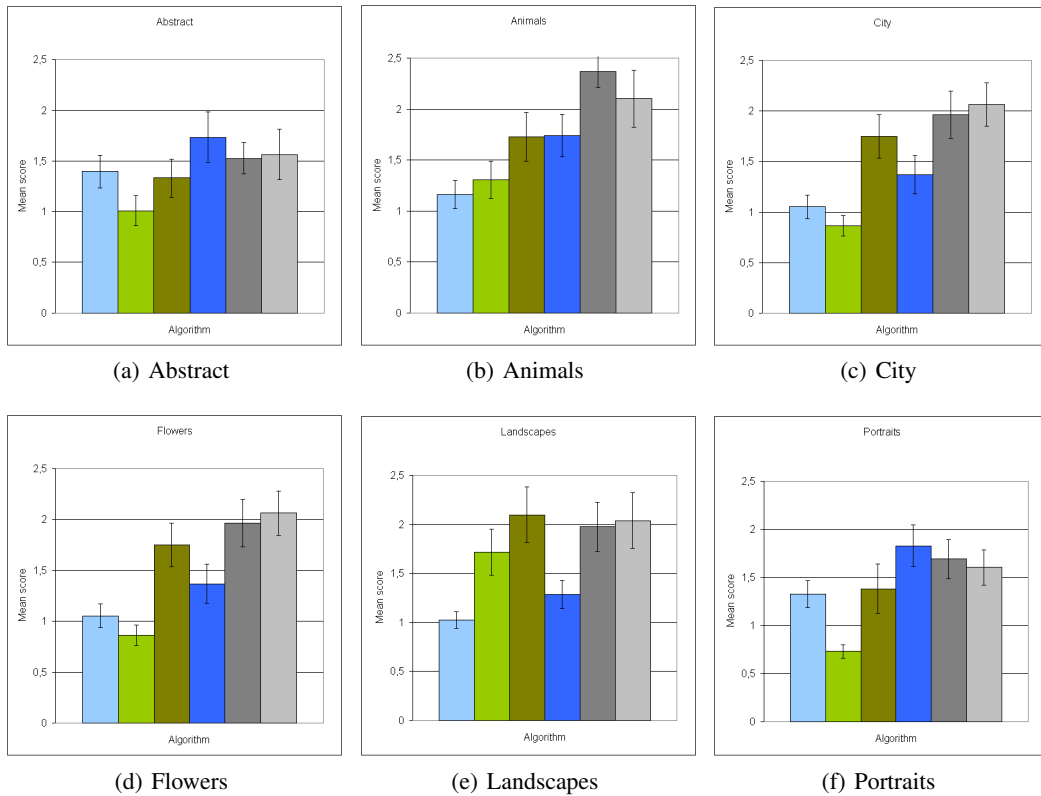 Abstract
2,5
2
1,5
1
0,5
0
Mean score
Algorithm
(a) Abstract
Animals
2,5
2
1,5
1
0,5
0
Mean score
Algorithm
(b) Animals
City
2,5
2
1,5
1
0,5
0
Mean score
Algorithm
(c) City
Flowers
2,5
2
1,5
1
0,5
0
Mean score
Algorithm
(d) Flowers
Landscapes
2,5
2
1,5
1
0,5
0
Mean score
Algorithm
(e) Landscapes
Portraits
2,5
2
1,5
1
0,5
0
Mean score
Algorithm
(f) Portraits